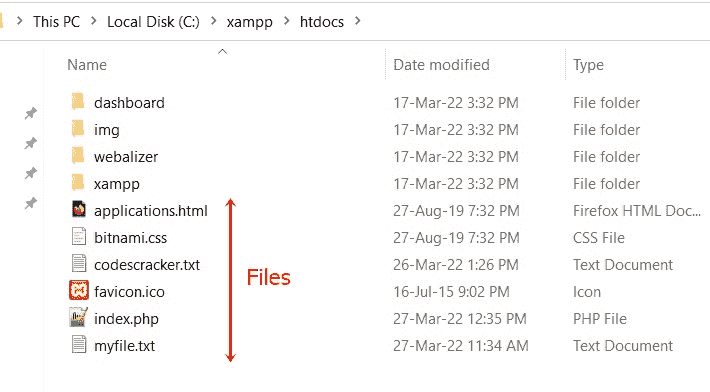 This PC > Local Disk (C:) > xampp > htdocs >
Name Date modified Type
dashboard 17-Mar-22 3:32 PM File folder
img 17-Mar-22 3:32 PM File folder
webalizer 17-Mar-22 3:32 PM File folder
xampp 17-Mar-22 3:32 PM File folder
applications.html 27-Aug-19 7:32 PM Firefox HTML Doc...
bitnami.css 27-Aug-19 7:32 PM CSS File
codescracker.txt 26-Mar-22 1:26 PM Text Document
Files
favicon.ico 16-Jul-15 9:02 PM Icon
index.php 27-Mar-22 12:35 PM PHP File
myfile.txt 27-Mar-22 11:34 AM Text Document